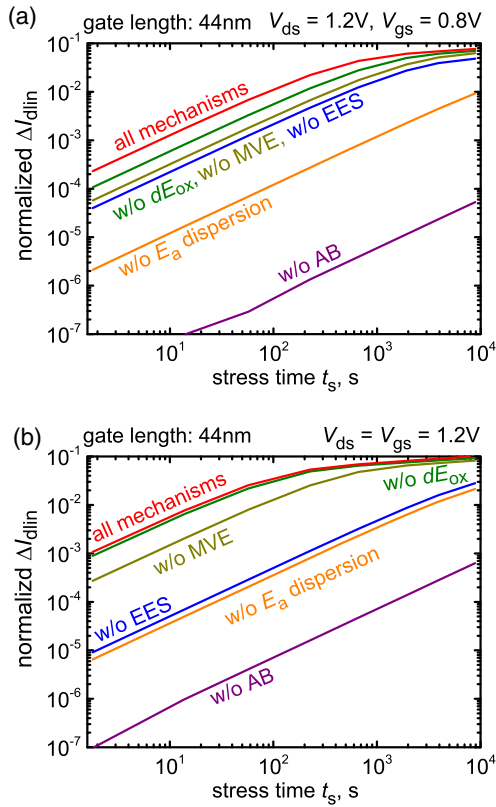 (a)
gate length: 44nm V_ds = 1.2V, V_gs = 0.8V
normalized ΔI_dlin
10^-1
10^-2
10^-3
10^-4
10^-5
10^-6
10^-7
all mechanisms
w/o dE_ox, w/o MVE, w/o EES
w/o E_a dispersion
w/o AB
10^1 10^2 10^3 10^4
stress time t_s, s
(b)
gate length: 44nm V_ds = V_gs = 1.2V
normalizd ΔI_dlin
10^-1
10^-2
10^-3
10^-4
10^-5
10^-6
10^-7
all mechanisms
w/o dE_ox
w/o MVE
w/o EES
w/o E_a dispersion
w/o AB
10^1 10^2 10^3 10^4
stress time t_s, s